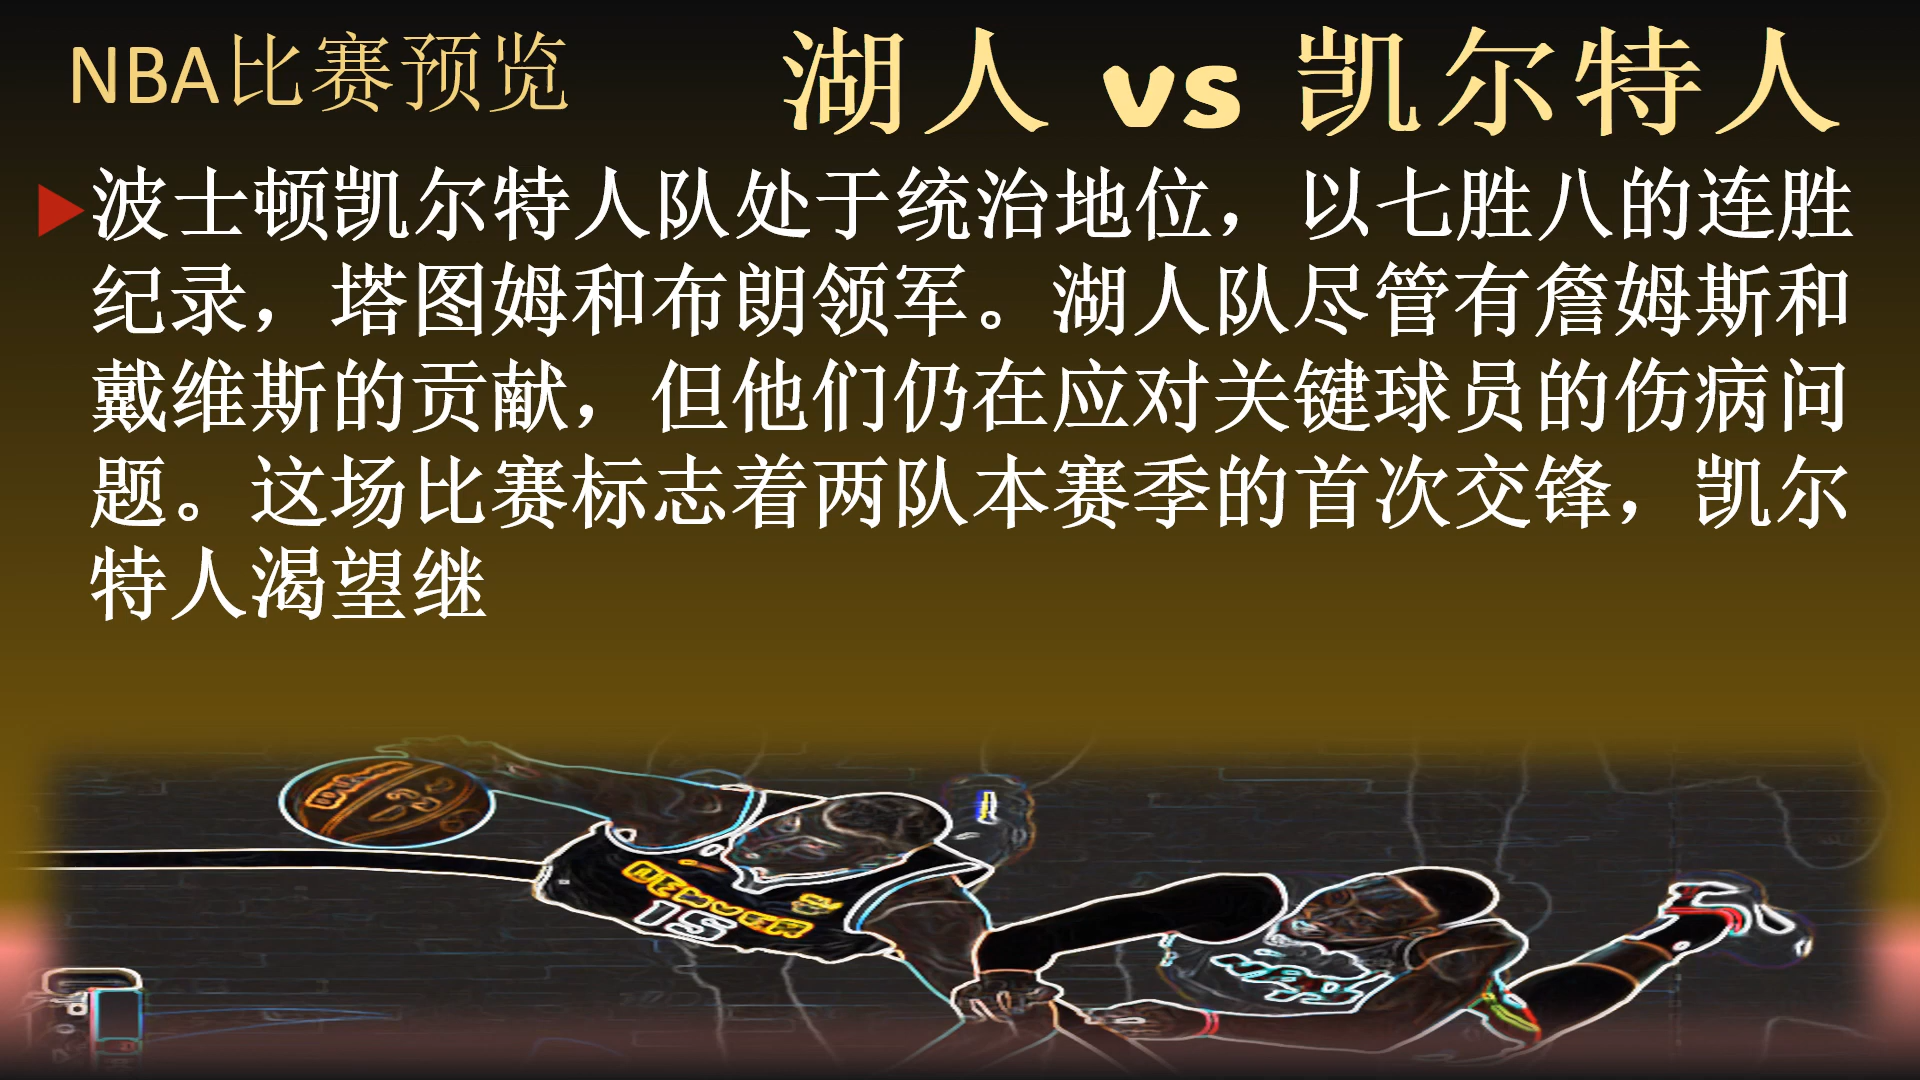 NBA比赛预览
湖人 vs 凯尔特人
波士顿凯尔特人队处于统治地位，以七胜八的连胜
纪录，塔图姆和布朗领军。湖人队尽管有詹姆斯和
戴维斯的贡献，但他们仍在应对关键球员的伤病问
题。这场比赛标志着两队本赛季的首次交锋，凯尔
特人渴望继
DENVER
15